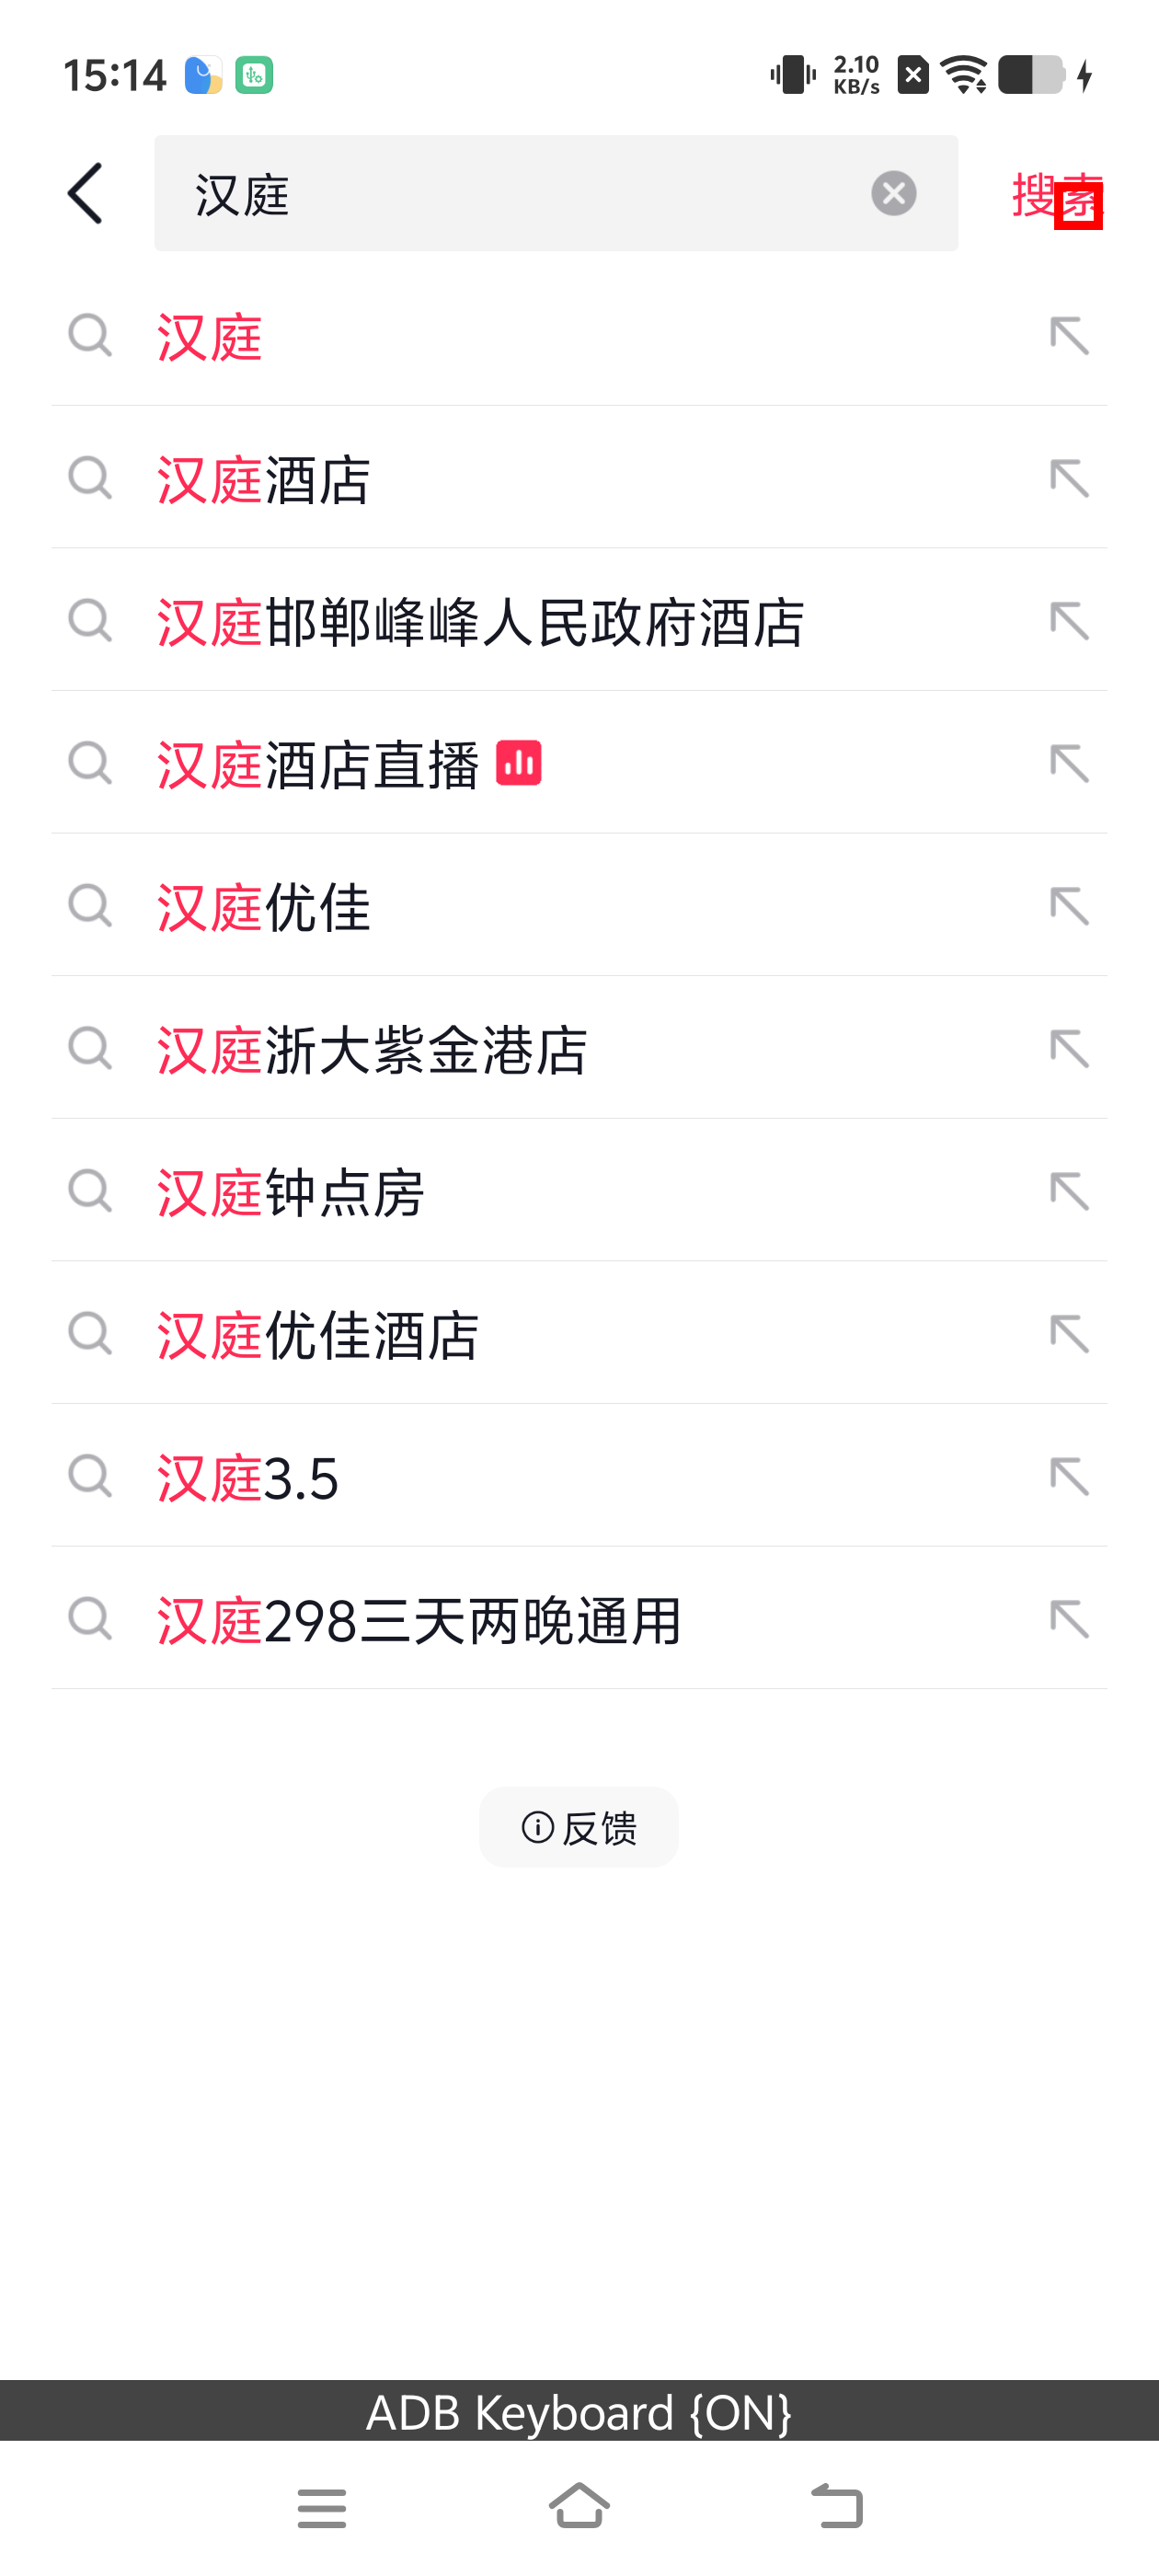 15:14
2.10
KB/s
汉庭
搜索
汉庭
汉庭酒店
汉庭邯郸峰峰人民政府酒店
汉庭酒店直播
汉庭优佳
汉庭浙大紫金港店
汉庭钟点房
汉庭优佳酒店
汉庭3.5
汉庭298三天两晚通用
反馈
ADB Keyboard {ON}